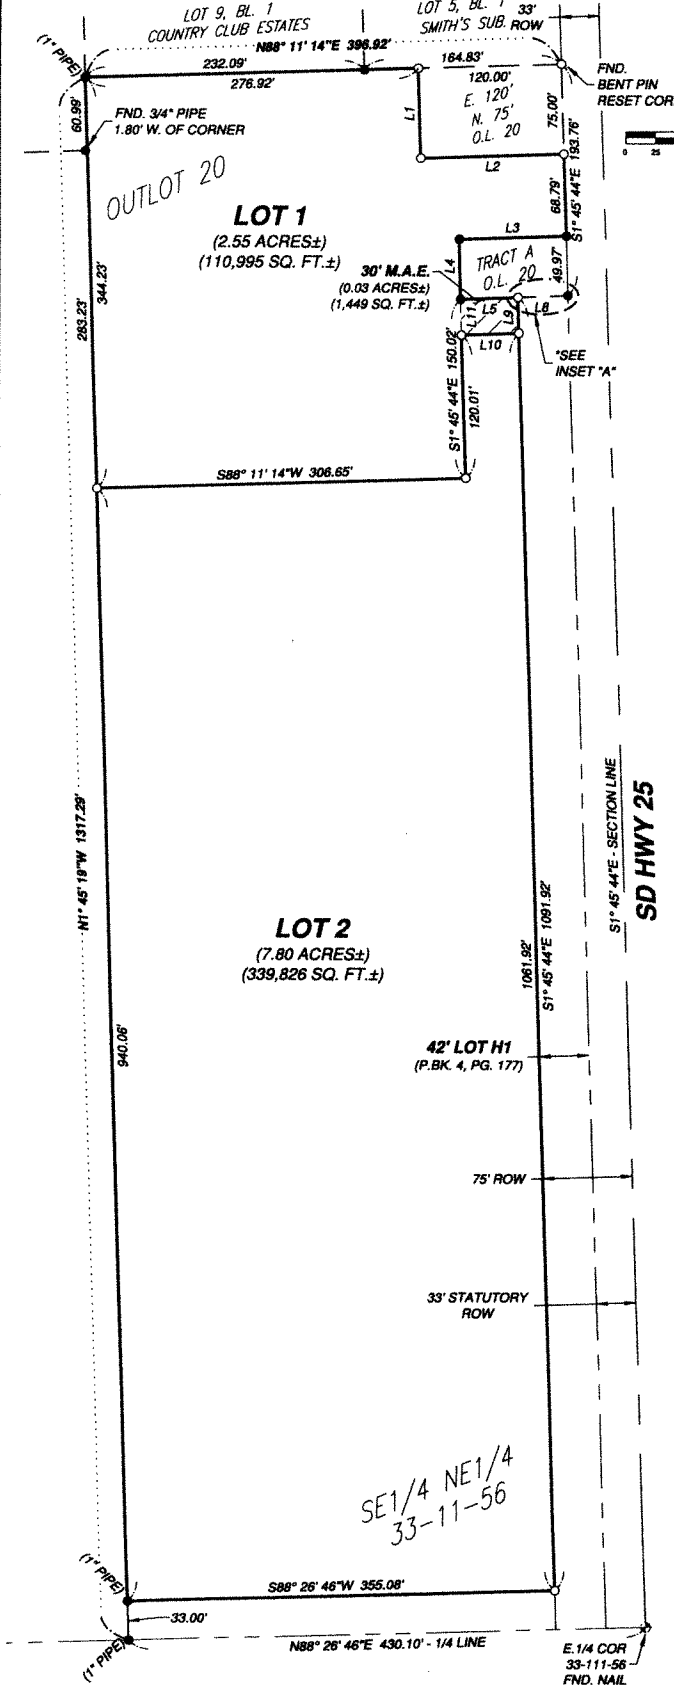 LOT 9, BL. 1
COUNTRY CLUB ESTATES
LOT 5, BL. 1
SMITH'S SUB.
33'
ROW
(1" PIPE)
N88° 11' 14"E 396.92'
232.09'
164.83'
276.92'
120.00'
FND.
BENT PIN
RESET COR
60.99'
FND. 3/4" PIPE
1.80' W. OF CORNER
L1
E. 120'
N. 75'
O.L. 20
75.00'
S1° 45' 44"E 193.76'
0 25
L2
OUTLOT 20
LOT 1
(2.55 ACRES±)
(110,995 SQ. FT.±)
68.79'
L3
344.23'
283.23'
30' M.A.E.
(0.03 ACRES±)
(1,449 SQ. FT.±)
L4
TRACT A
O.L. 20
49.97'
L11
L5
L9
L8
L10
"SEE
INSET "A"
S1° 45' 44"E 150.02'
120.01'
S88° 11' 14"W 306.65'
N1° 45' 19"W 1317.29'
S1° 45' 44"E - SECTION LINE
SD HWY 25
LOT 2
(7.80 ACRES±)
(339,826 SQ. FT.±)
1061.92'
S1° 45' 44"E 1091.92'
940.06'
42' LOT H1
(P.BK. 4, PG. 177)
75' ROW
33' STATUTORY
ROW
SE1/4 NE1/4
33-11-56
(1" PIPE)
S88° 26' 46"W 355.08'
33.00'
(1" PIPE)
N88° 26' 46"E 430.10' - 1/4 LINE
E.1/4 COR
33-111-56
FND. NAIL